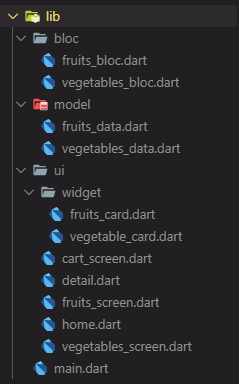 lib
bloc
fruits_bloc.dart
vegetables_bloc.dart
model
fruits_data.dart
vegetables_data.dart
ui
widget
fruits_card.dart
vegetable_card.dart
cart_screen.dart
detail.dart
fruits_screen.dart
home.dart
vegetables_screen.dart
main.dart